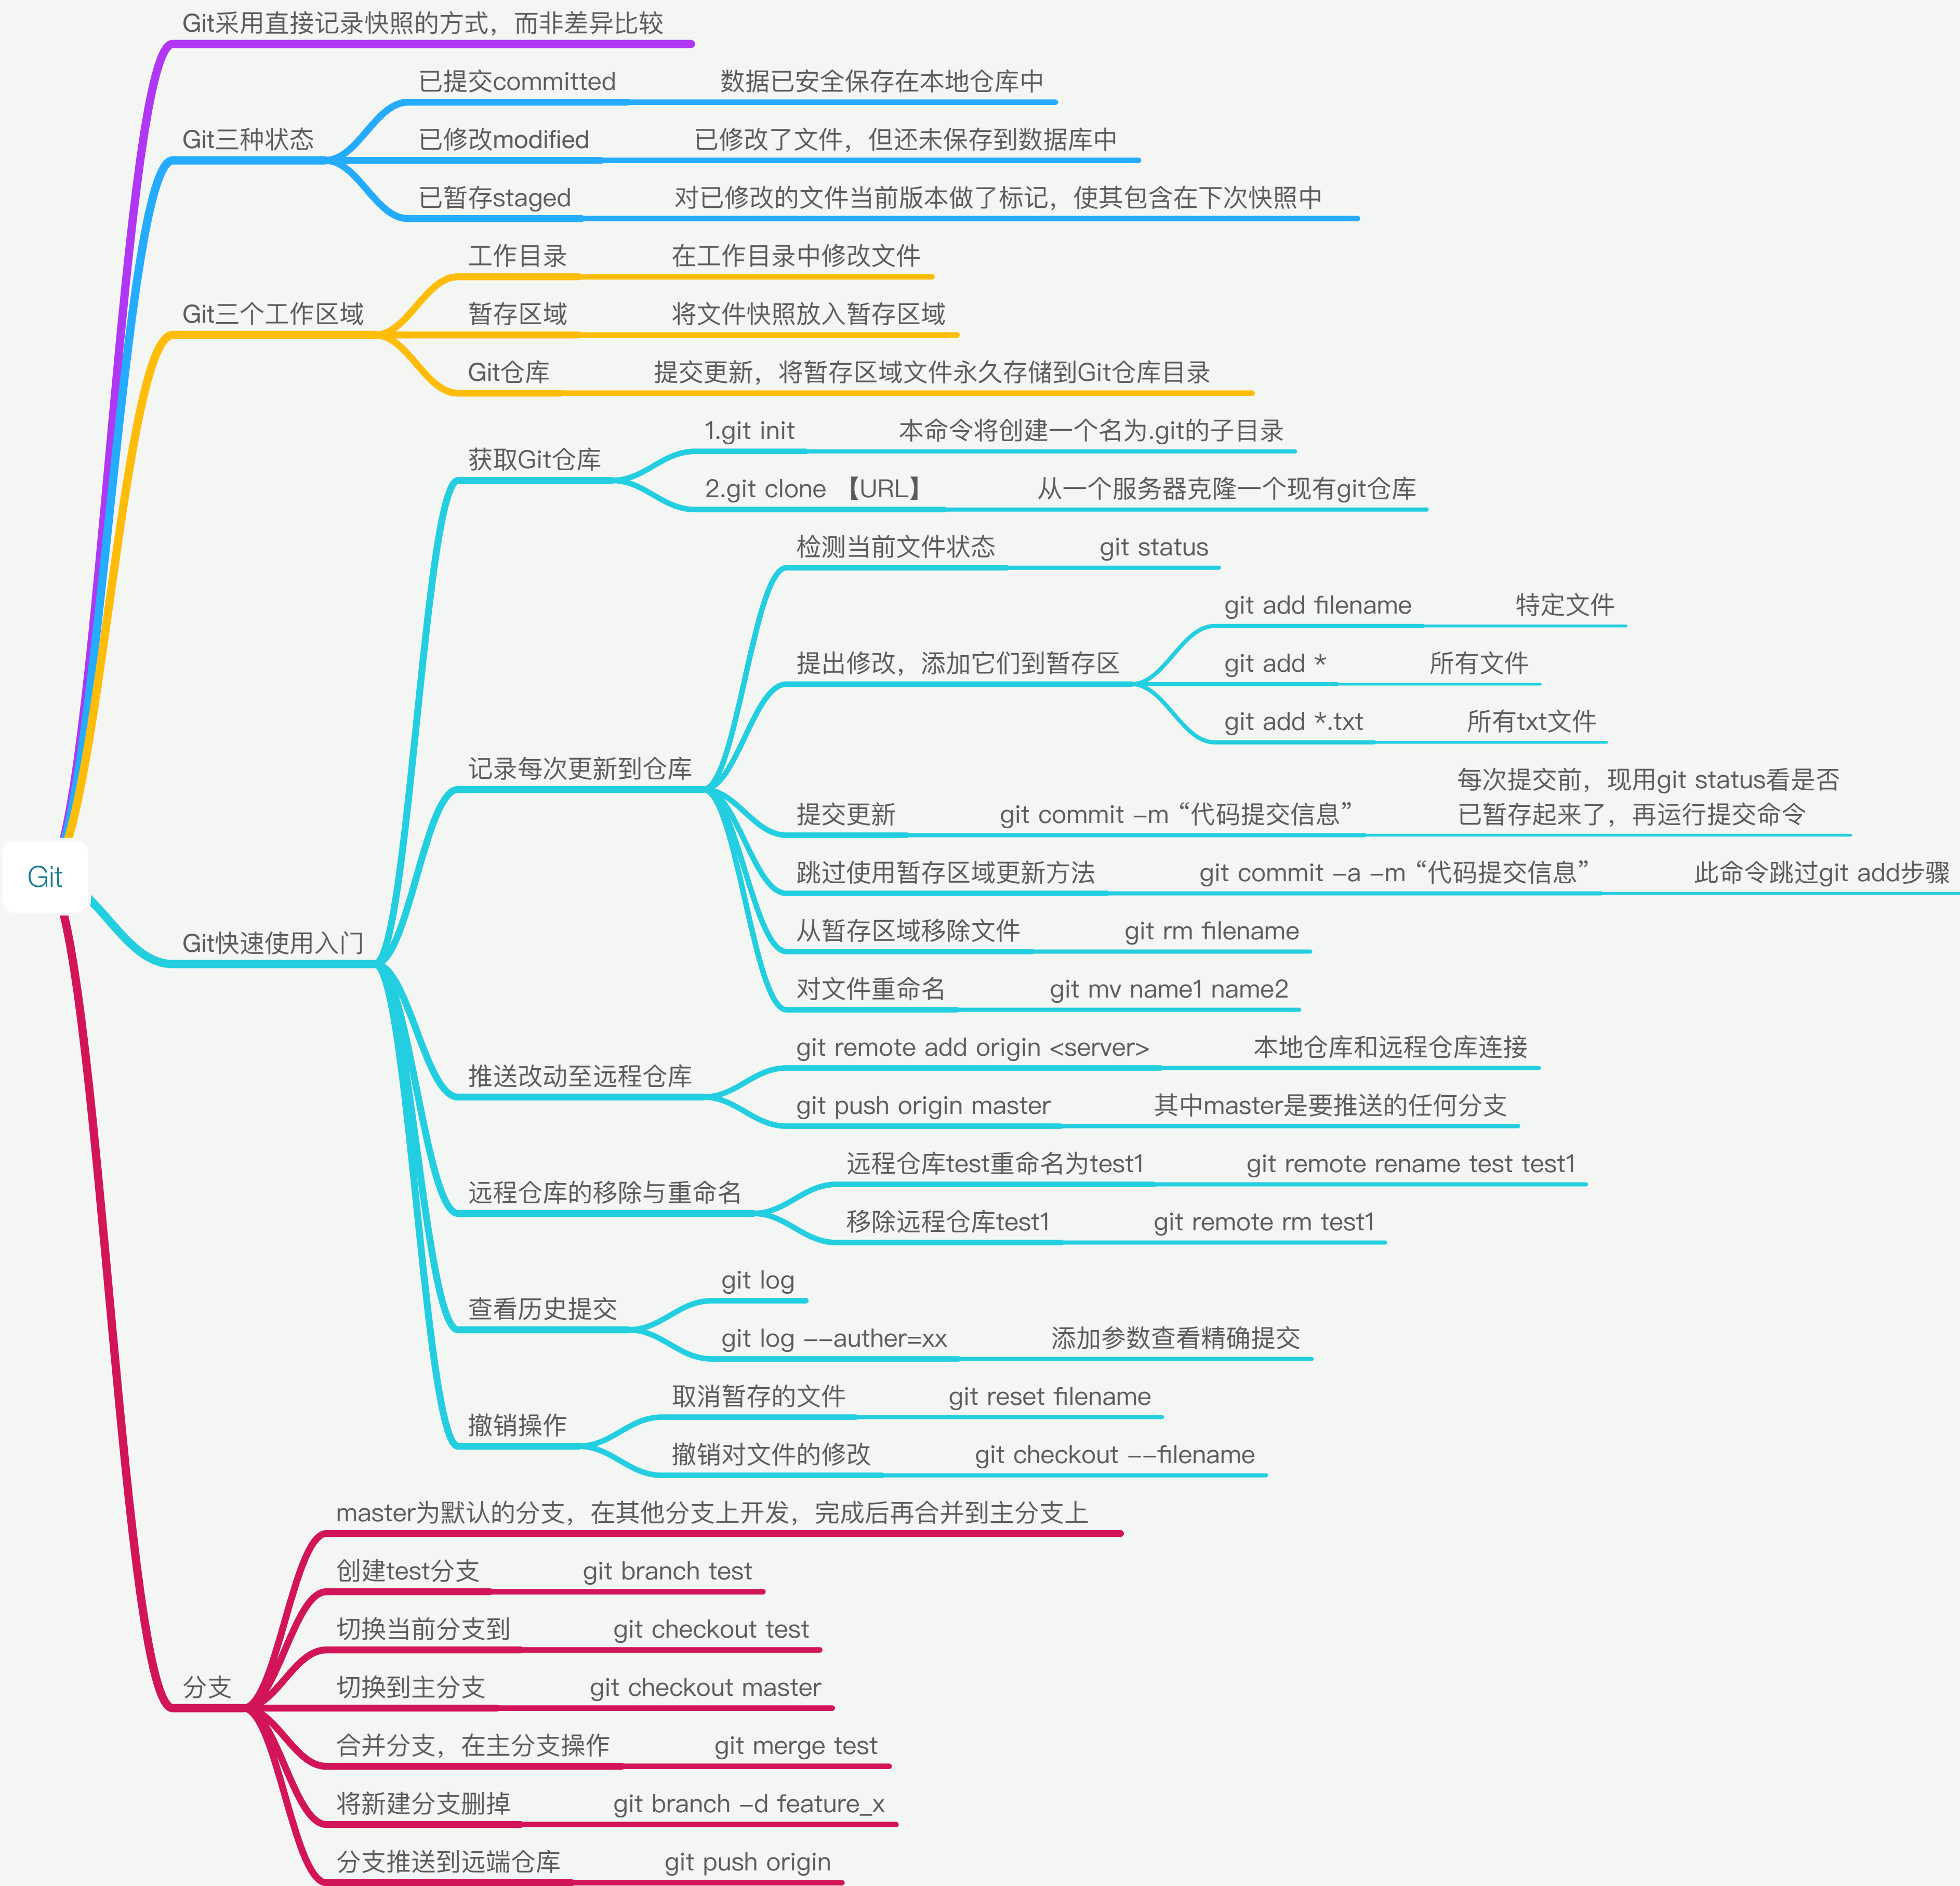 Git采用直接记录快照的方式，而非差异比较
已提交committed 数据已安全保存在本地仓库中
Git三种状态 已修改modified 已修改了文件，但还未保存到数据库中
已暂存staged 对已修改的文件当前版本做了标记，使其包含在下次快照中
工作目录 在工作目录中修改文件
Git三个工作区域 暂存区域 将文件快照放入暂存区域
Git仓库 提交更新，将暂存区域文件永久存储到Git仓库目录
1.git init 本命令将创建一个名为.git的子目录
获取Git仓库
2.git clone 【URL】 从一个服务器克隆一个现有git仓库
检测当前文件状态 git status
git add filename 特定文件
提出修改，添加它们到暂存区 git add * 所有文件
git add *.txt 所有txt文件
记录每次更新到仓库
每次提交前，现用git status看是否
提交更新 git commit -m “代码提交信息” 已暂存起来了，再运行提交命令
跳过使用暂存区域更新方法 git commit -a -m “代码提交信息” 此命令跳过git add步骤
Git
从暂存区域移除文件 git rm filename
Git快速使用入门
对文件重命名 git mv name1 name2
git remote add origin <server> 本地仓库和远程仓库连接
推送改动至远程仓库
git push origin master 其中master是要推送的任何分支
远程仓库test重命名为test1 git remote rename test test1
远程仓库的移除与重命名
移除远程仓库test1 git remote rm test1
git log
查看历史提交
git log --auther=xx 添加参数查看精确提交
取消暂存的文件 git reset filename
撤销操作
撤销对文件的修改 git checkout --filename
master为默认的分支，在其他分支上开发，完成后再合并到主分支上
创建test分支 git branch test
切换当前分支到 git checkout test
分支 切换到主分支 git checkout master
合并分支，在主分支操作 git merge test
将新建分支删掉 git branch -d feature_x
分支推送到远端仓库 git push origin